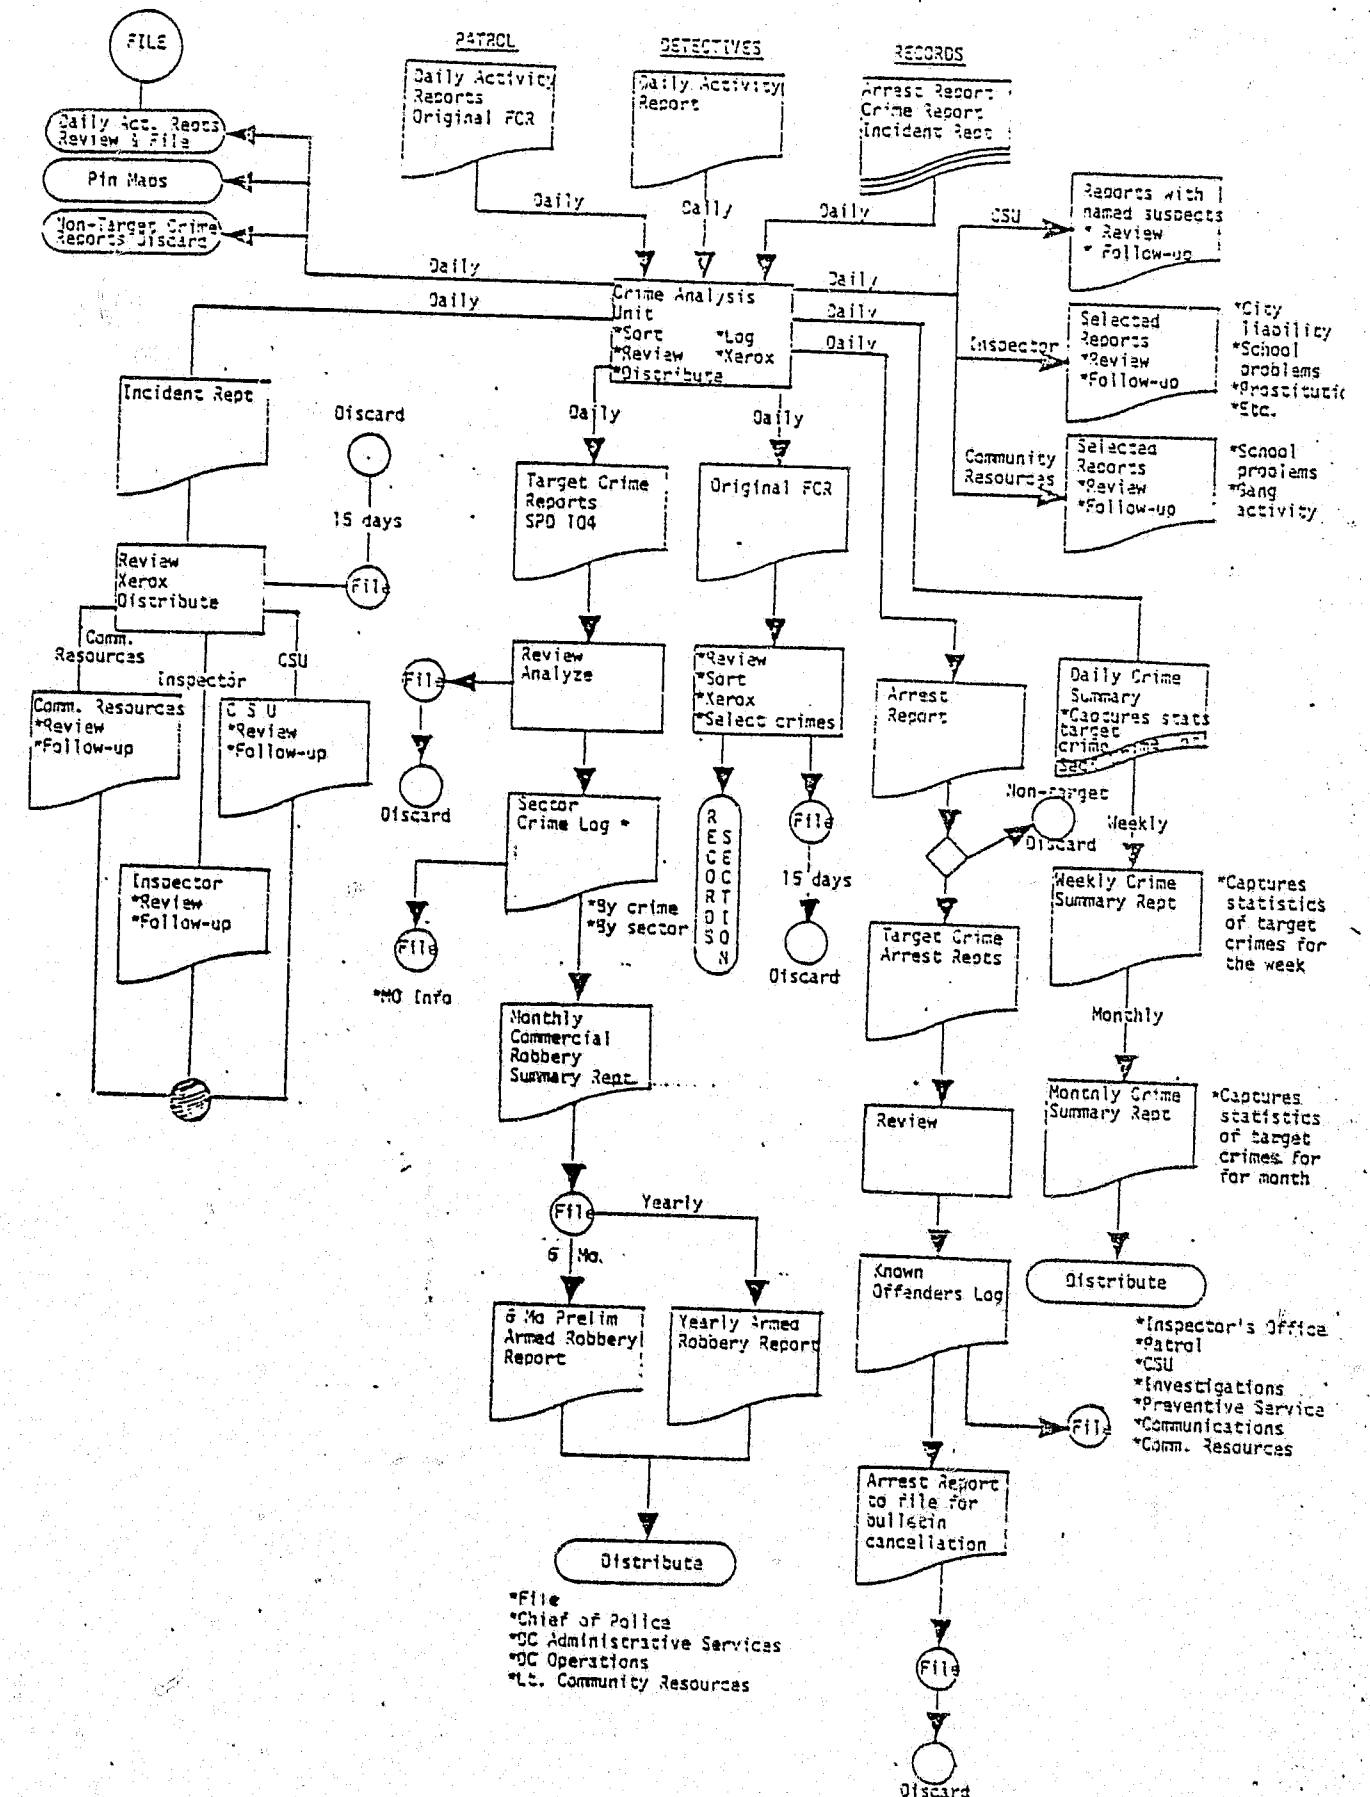 FILE
PATROL
DETECTIVES
RECORDS
Daily Activity
Reports
Original FCR
Daily Activity
Report
Arrest Report
Crime Report
Incident Rept
Daily Act. Repts
Review & File
Pin Maps
Non-Target Crime
Reports Discard
Daily
Daily
Daily
CSU
Reports with
named suspects
* Review
* Follow-up
Daily
Daily
Crime Analysis
Unit
*Sort *Log
*Review *Xerox
*Distribute
Daily
Daily
Daily
Inspector
Selected
Reports
*Review
*Follow-up
*City
liability
*School
problems
*Etc.
Community
Resources
Selected
Reports
*Review
*Follow-up
*School
problems
*Gang
activity
Incident Rept
Discard
15 days
File
Review
Xerox
Distribute
Comm.
Resources
Inspector
CSU
Comm. Resources
*Review
*Follow-up
C S U
*Review
*Follow-up
Inspector
*Review
*Follow-up
Daily
Daily
Target Crime
Reports
SPD 104
Original FCR
Review
Analyze
File
Discard
*Review
*Sort
*Xerox
*Select crimes
Sector
Crime Log *
*By crime
*By sector
File
*MO Info
RECORDS
SECTION
File
15 days
Discard
Arrest
Report
Non-target
Discard
Daily Crime
Summary
*Captures stats
target
crime
Weekly
Weekly Crime
Summary Rept
*Captures
statistics
of target
crimes for
the week
Target Crime
Arrest Repts
Monthly
Monthly
Commercial
Robbery
Summary Rept
Review
Monthly Crime
Summary Rept
*Captures
statistics
of target
crimes for
for month
File
Yearly
6 Mo.
Known
Offenders Log
Distribute
*Inspector's Office
*Patrol
*CSU
*Investigations
*Preventive Service
*Communications
*Comm. Resources
6 Mo Prelim
Armed Robbery
Report
Yearly Armed
Robbery Report
File
Arrest Report
to file for
bulletin
cancellation
Distribute
*File
*Chief of Police
*DC Administrative Services
*DC Operations
*Lt. Community Resources
File
Discard